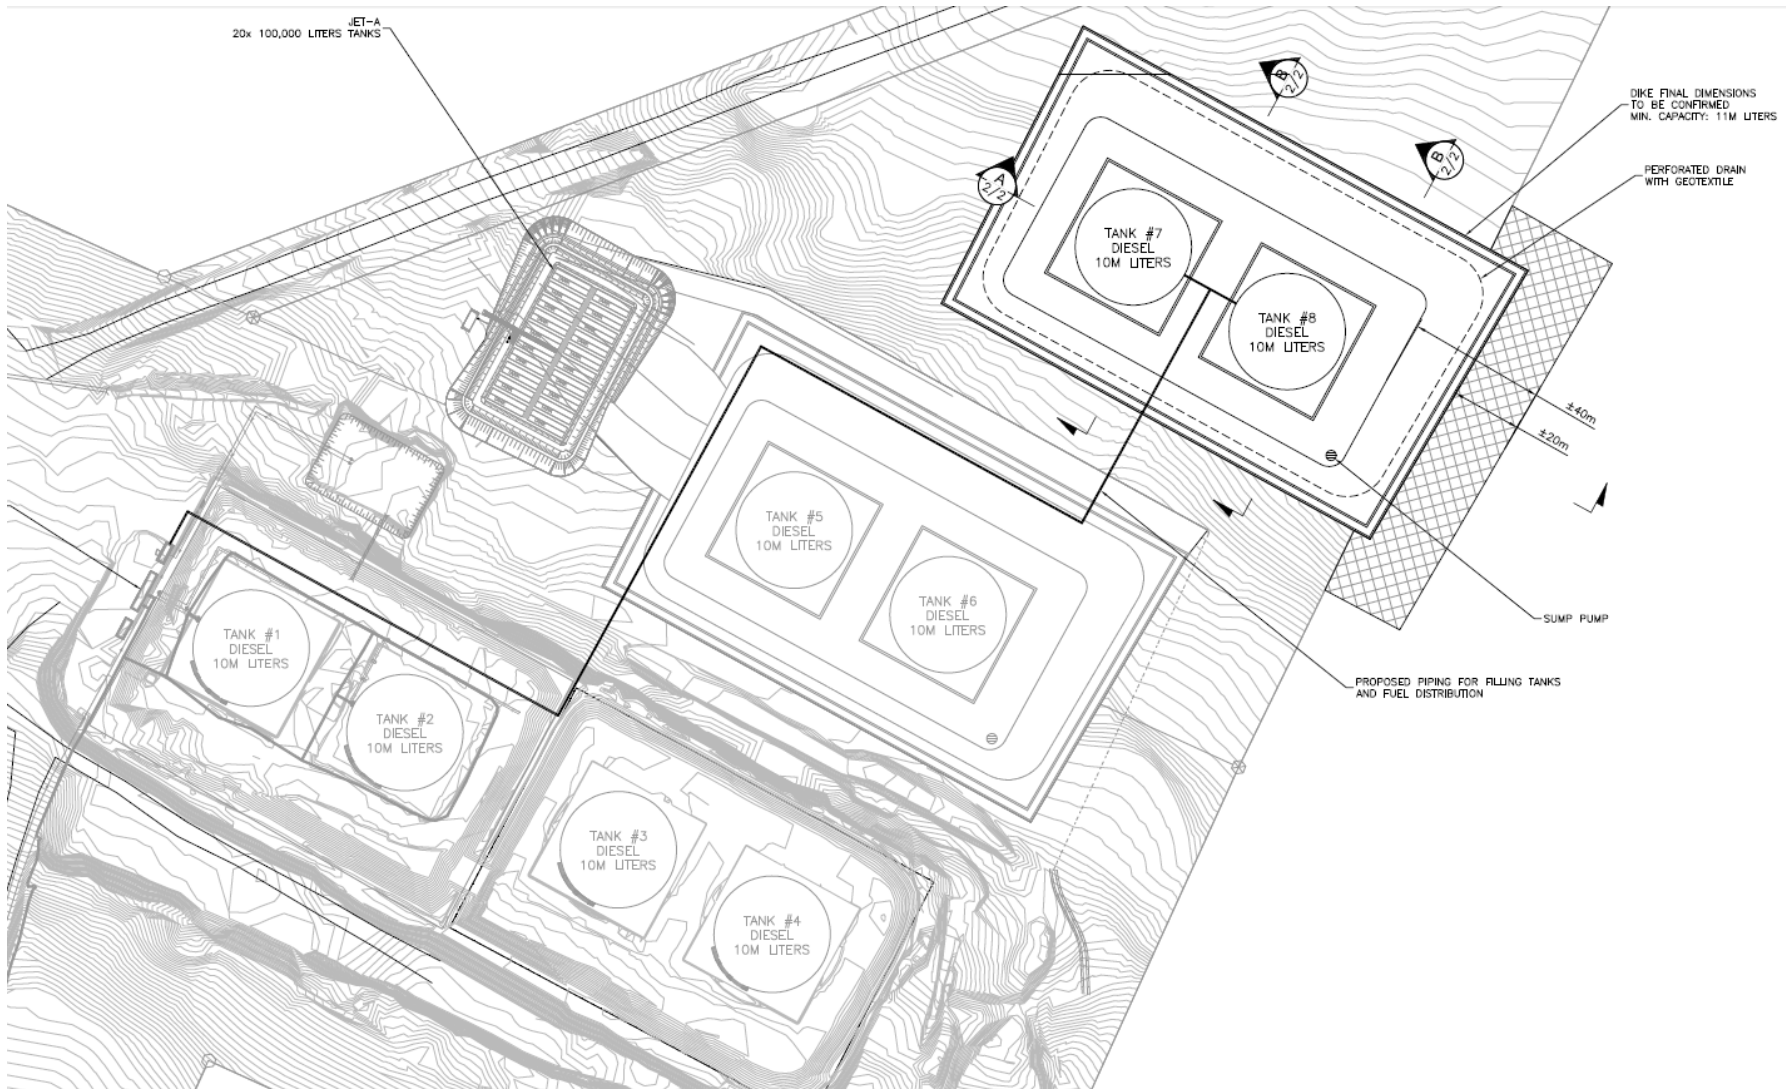 JET-A
20x 100,000 LITERS TANKS
B
2/2
DIKE FINAL DIMENSIONS
TO BE CONFIRMED
MIN. CAPACITY: 11M LITERS
B
2/2
PERFORATED DRAIN
WITH GEOTEXTILE
A
2/2
TANK #7
DIESEL
10M LITERS
TANK #8
DIESEL
10M LITERS
±40m
±20m
TANK #5
DIESEL
10M LITERS
TANK #6
DIESEL
10M LITERS
SUMP PUMP
TANK #1
DIESEL
10M LITERS
PROPOSED PIPING FOR FILLING TANKS
AND FUEL DISTRIBUTION
TANK #2
DIESEL
10M LITERS
TANK #3
DIESEL
10M LITERS
TANK #4
DIESEL
10M LITERS